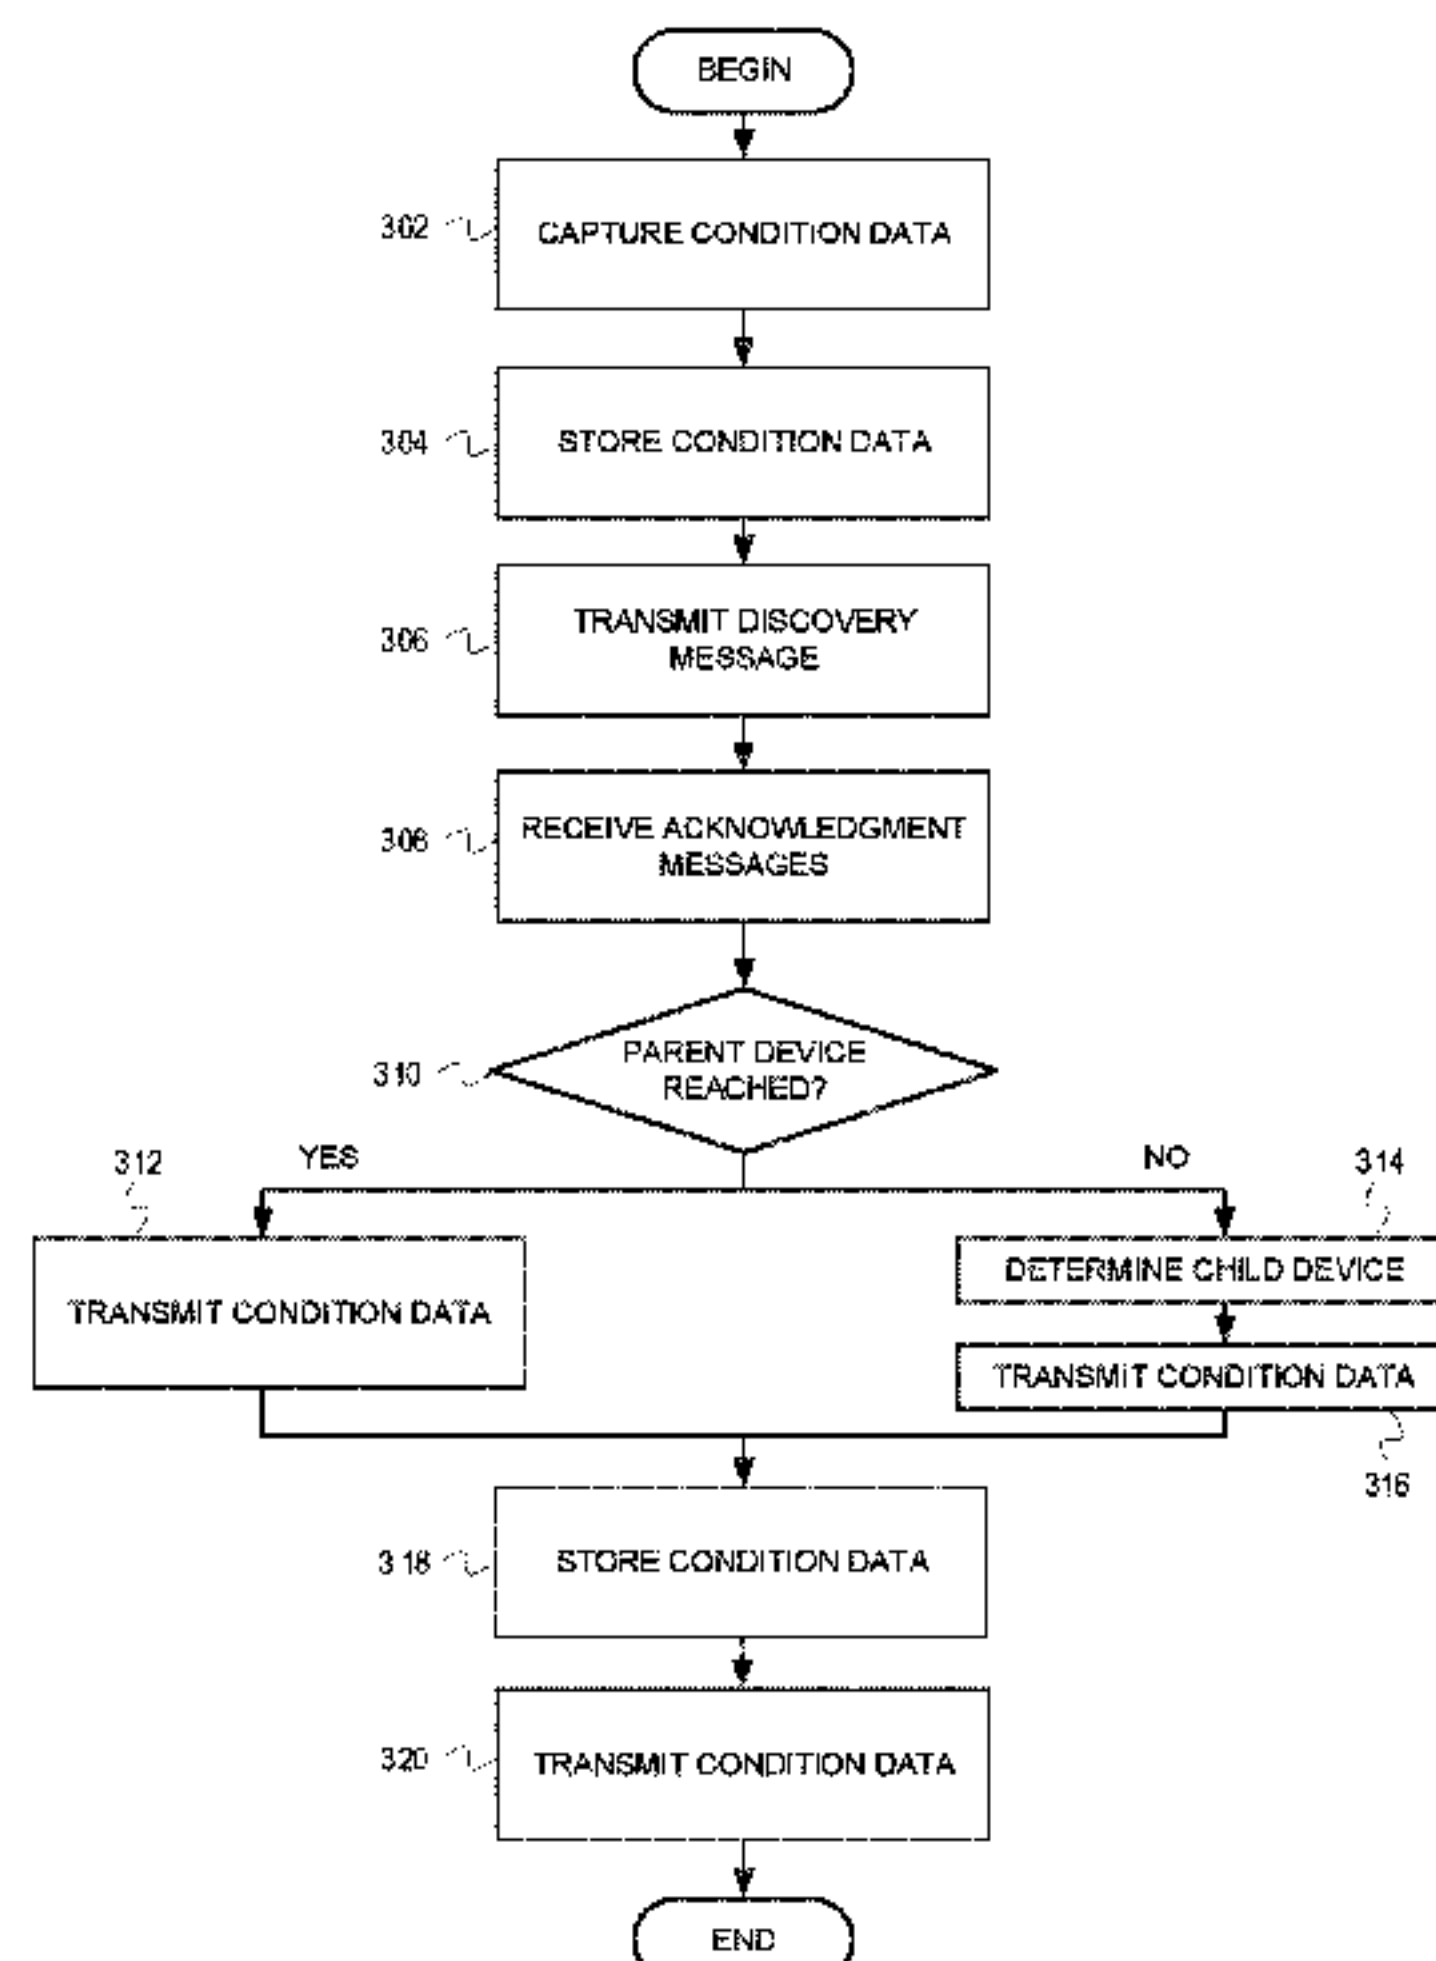 BEGIN
302
CAPTURE CONDITION DATA
304
STORE CONDITION DATA
306
TRANSMIT DISCOVERY
MESSAGE
308
RECEIVE ACKNOWLEDGMENT
MESSAGES
310
PARENT DEVICE
REACHED?
312
YES
NO
314
TRANSMIT CONDITION DATA
DETERMINE CHILD DEVICE
TRANSMIT CONDITION DATA
316
318
STORE CONDITION DATA
320
TRANSMIT CONDITION DATA
END